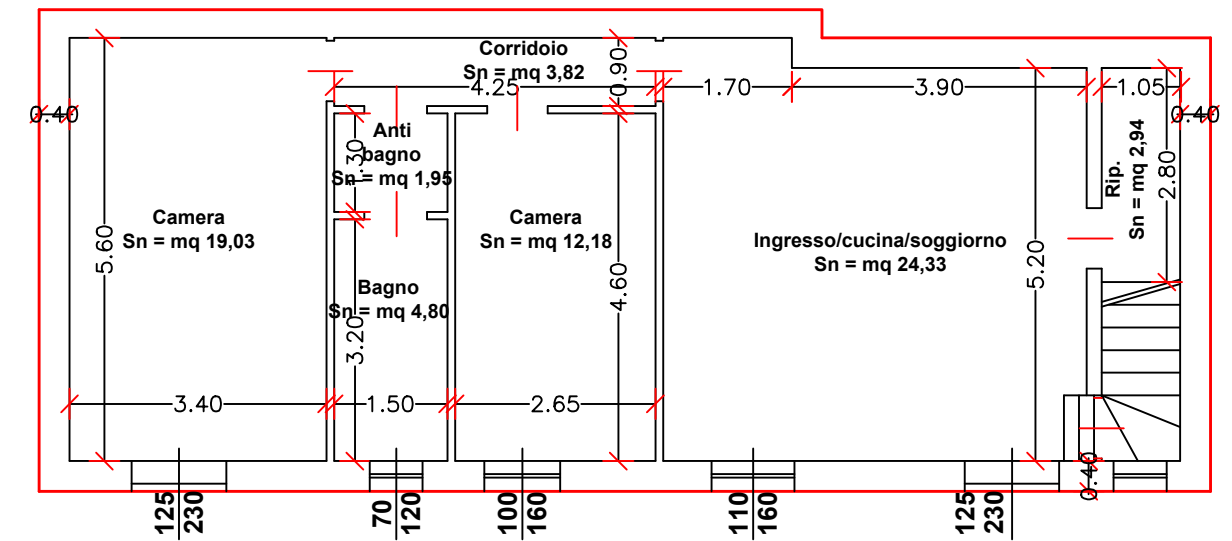 Corridoio
Sn = mq 3,82
0.90
4.25
1.70
3.90
1.05
0.40
0.40
Anti
bagno
Sn = mq 1,95
1.30
Rip.
Sn = mq 2,94
2.80
Camera
Sn = mq 19,03
5.60
Camera
Sn = mq 12,18
4.60
Ingresso/cucina/soggiorno
Sn = mq 24,33
5.20
Bagno
Sn = mq 4,80
3.20
3.40
1.50
2.65
0.40
125
230
70
120
100
160
110
160
125
230